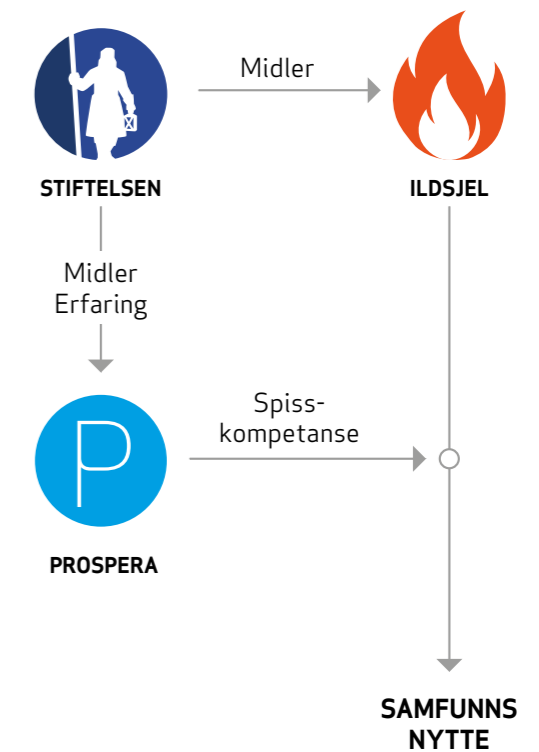 Midler
STIFTELSEN
ILDSJEL
Midler
Erfaring
Spiss-
kompetanse
P
PROSPERA
SAMFUNNS
NYTTE